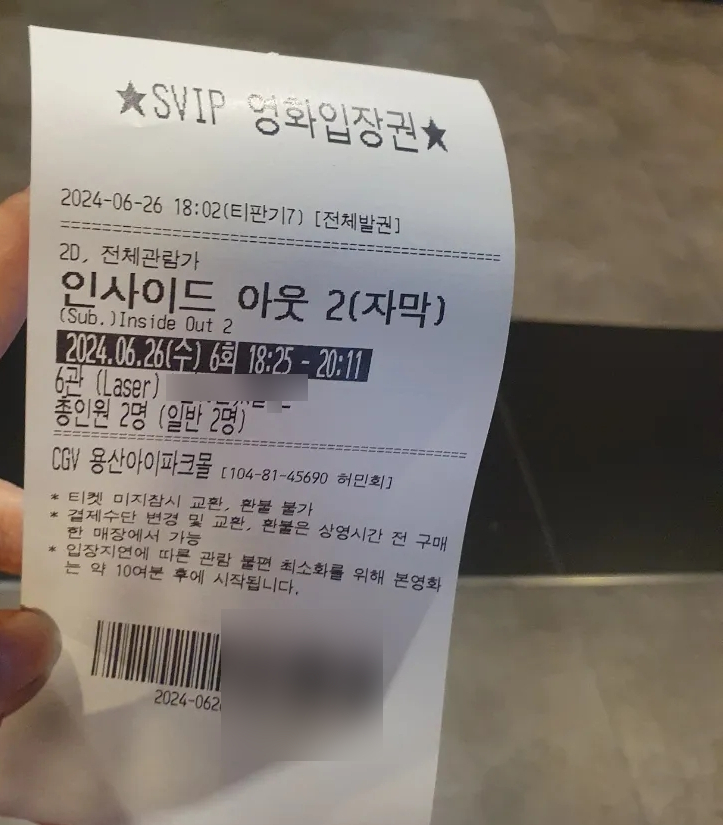 ★SVIP 영화입장권★
2024-06-26 18:02(티판기7) [전체발권]
2D, 전체관람가
인사이드 아웃 2(자막)
(Sub.)Inside Out 2
2024.06.26(수) 6회 18:25 - 20:11
6관 (Laser)
총인원 2명 (일반 2명)
CGV 용산아이파크몰 [104-81-45690 허민회]
* 티켓 미지참시 교환, 환불 불가
* 결제수단 변경 및 교환, 환불은 상영시간 전 구매
한 매장에서 가능
* 입장지연에 따른 관람 불편 최소화를 위해 본영화
는 약 10여분 후에 시작됩니다.
2024-062